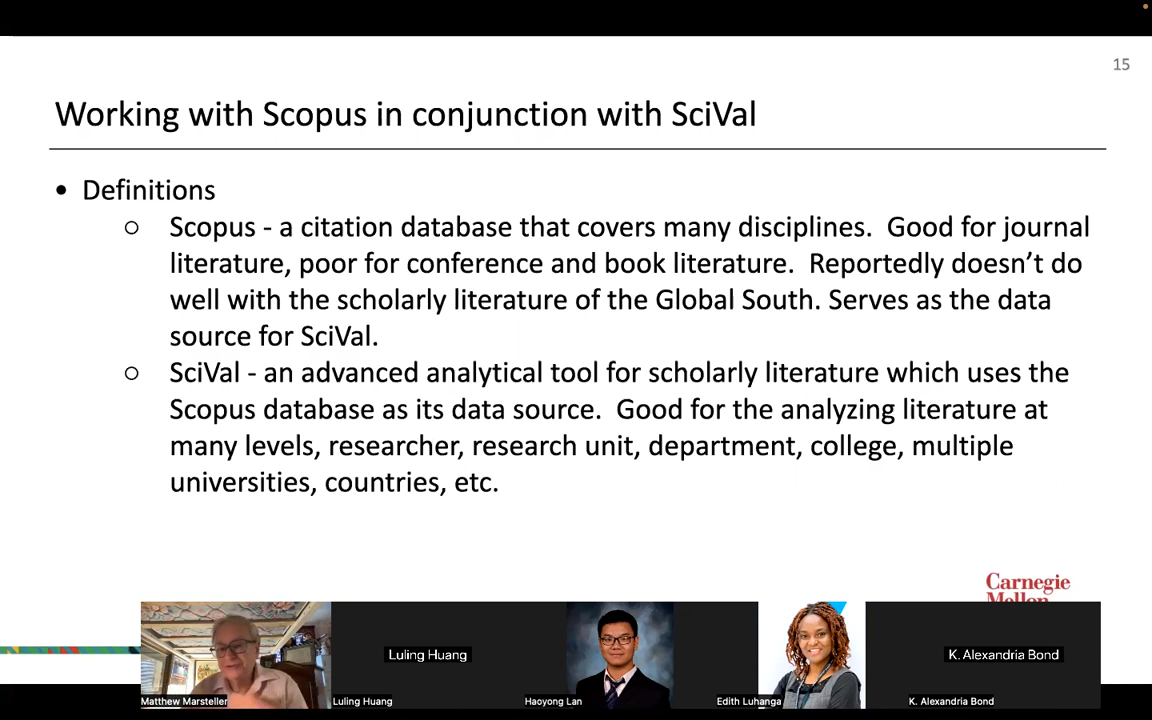 15
Working with Scopus in conjunction with SciVal
• Definitions
○ Scopus - a citation database that covers many disciplines.  Good for journal
literature, poor for conference and book literature.  Reportedly doesn’t do
well with the scholarly literature of the Global South. Serves as the data
source for SciVal.
○ SciVal - an advanced analytical tool for scholarly literature which uses the
Scopus database as its data source.  Good for the analyzing literature at
many levels, researcher, research unit, department, college, multiple
universities, countries, etc.
Carnegie
Mellon
Luling Huang
K. Alexandria Bond
Matthew Marsteller
Luling Huang
Haoyong Lan
Edith Luhanga
K. Alexandria Bond